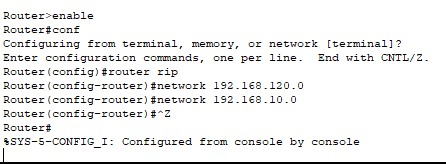 Router>enable
Router#conf
Configuring from terminal, memory, or network [terminal]?
Enter configuration commands, one per line.  End with CNTL/Z.
Router(config)#router rip
Router(config-router)#network 192.168.120.0
Router(config-router)#network 192.168.10.0
Router(config-router)#^Z
Router#
%SYS-5-CONFIG_I: Configured from console by console